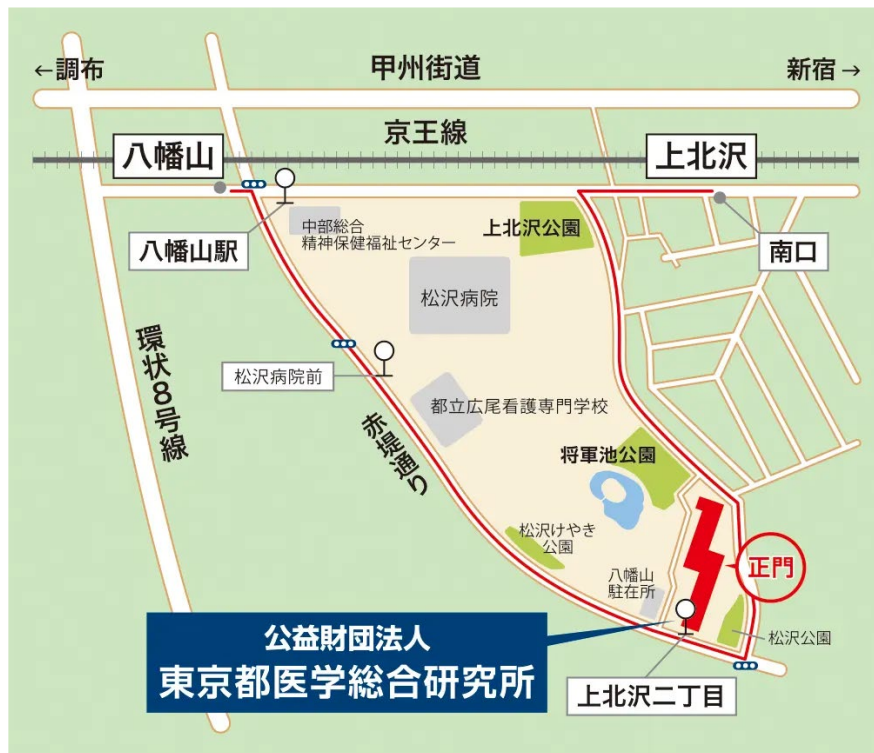 ←調布
甲州街道
新宿→
京王線
八幡山
上北沢
八幡山駅
中部総合
精神保健福祉センター
上北沢公園
南口
松沢病院
環状8号線
松沢病院前
赤堤通り
都立広尾看護専門学校
将軍池公園
松沢けやき
公園
八幡山
駐在所
正門
公益財団法人
東京都医学総合研究所
松沢公園
上北沢二丁目